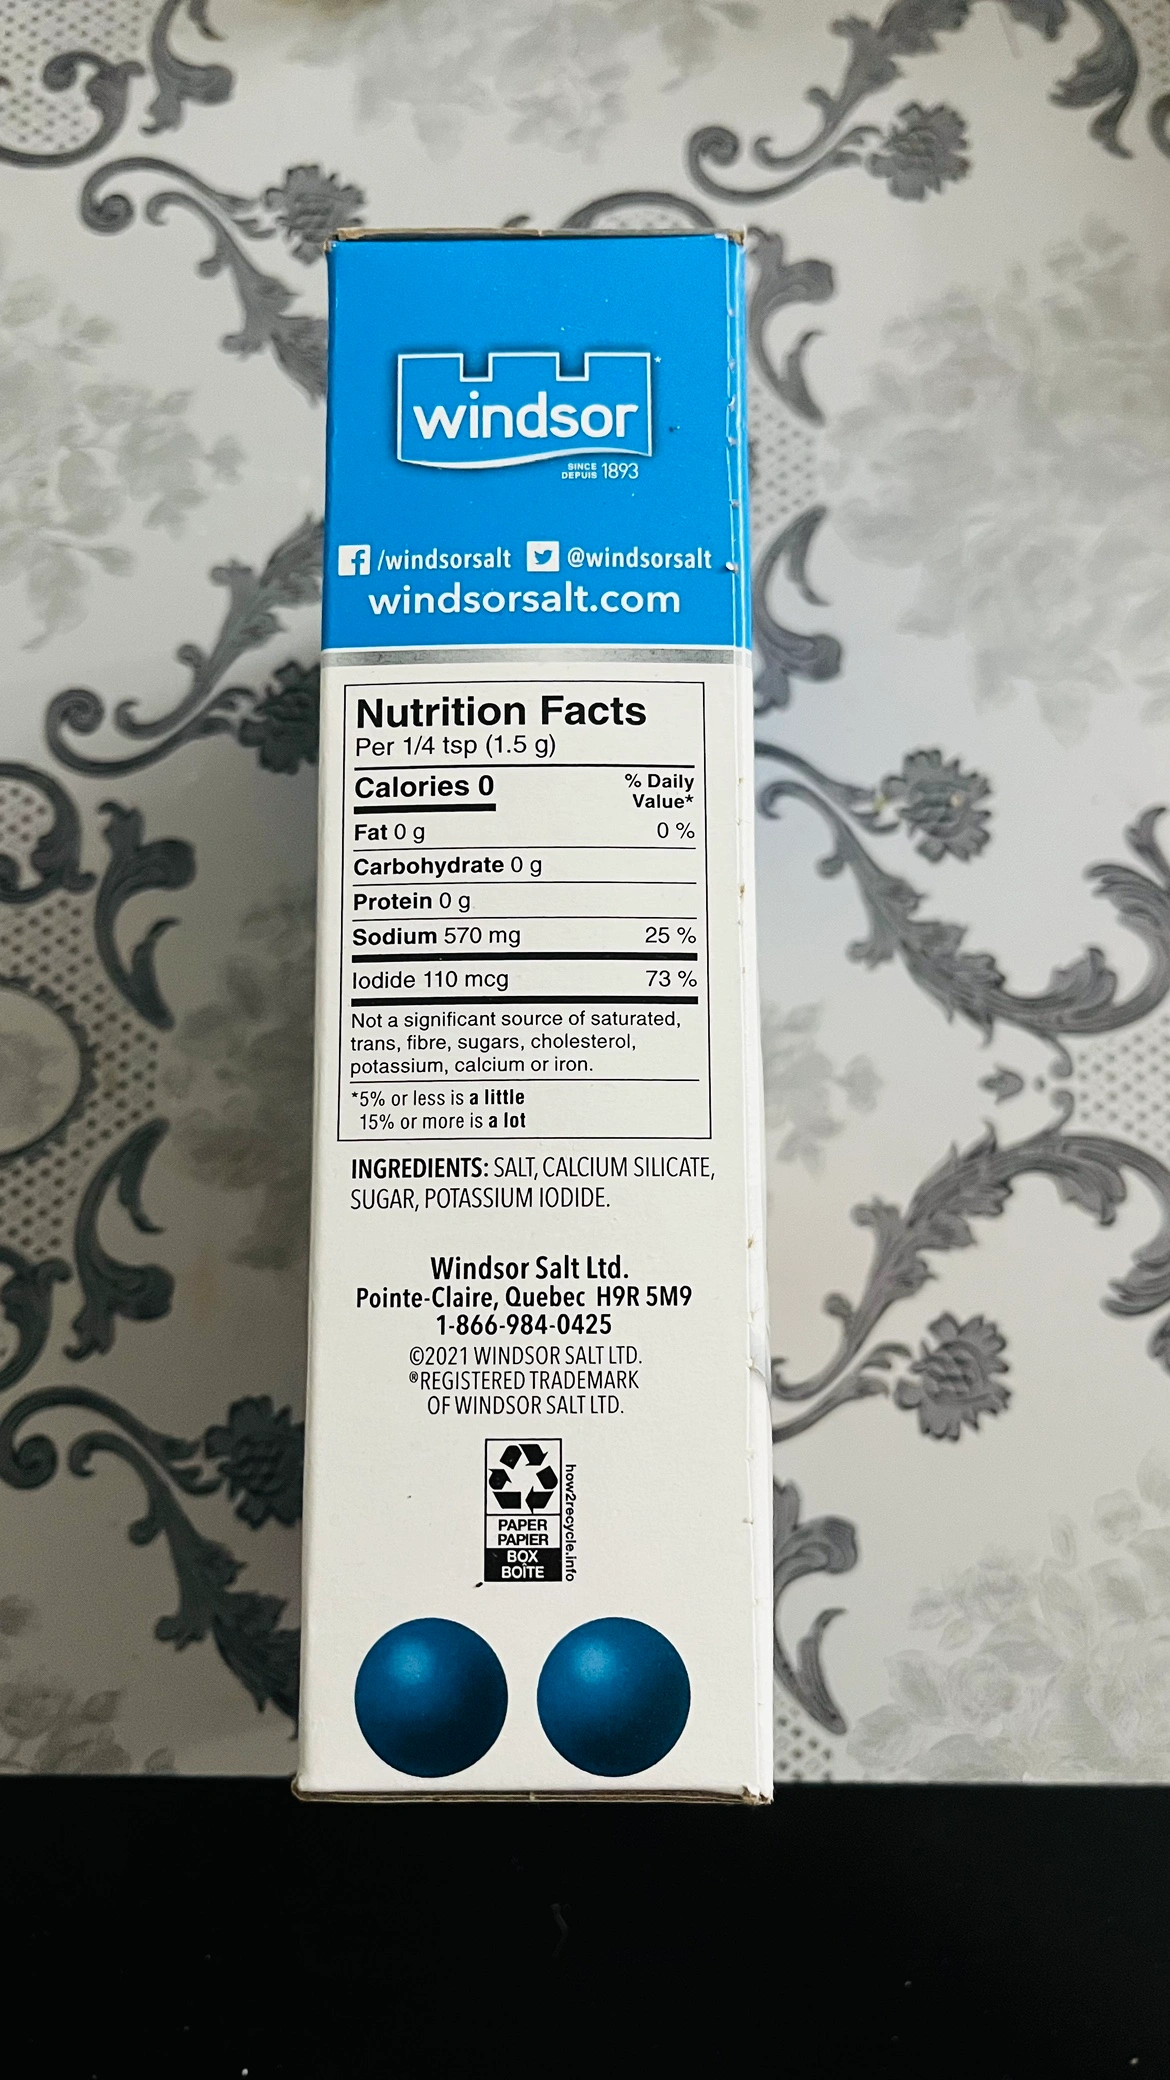 windsor*
SINCE
DEPUIS 1893
/windsorsalt @windsorsalt
windsorsalt.com
Nutrition Facts
Per 1/4 tsp (1.5 g)
Calories 0
% Daily
Value*
Fat 0 g 0 %
Carbohydrate 0 g
Protein 0 g
Sodium 570 mg 25 %
Iodide 110 mcg 73 %
Not a significant source of saturated,
trans, fibre, sugars, cholesterol,
potassium, calcium or iron.
*5% or less is a little
15% or more is a lot
INGREDIENTS: SALT, CALCIUM SILICATE,
SUGAR, POTASSIUM IODIDE.
Windsor Salt Ltd.
Pointe-Claire, Quebec H9R 5M9
1-866-984-0425
©2021 WINDSOR SALT LTD.
®REGISTERED TRADEMARK
OF WINDSOR SALT LTD.
PAPER
PAPIER
BOX
BOÎTE
how2recycle.info